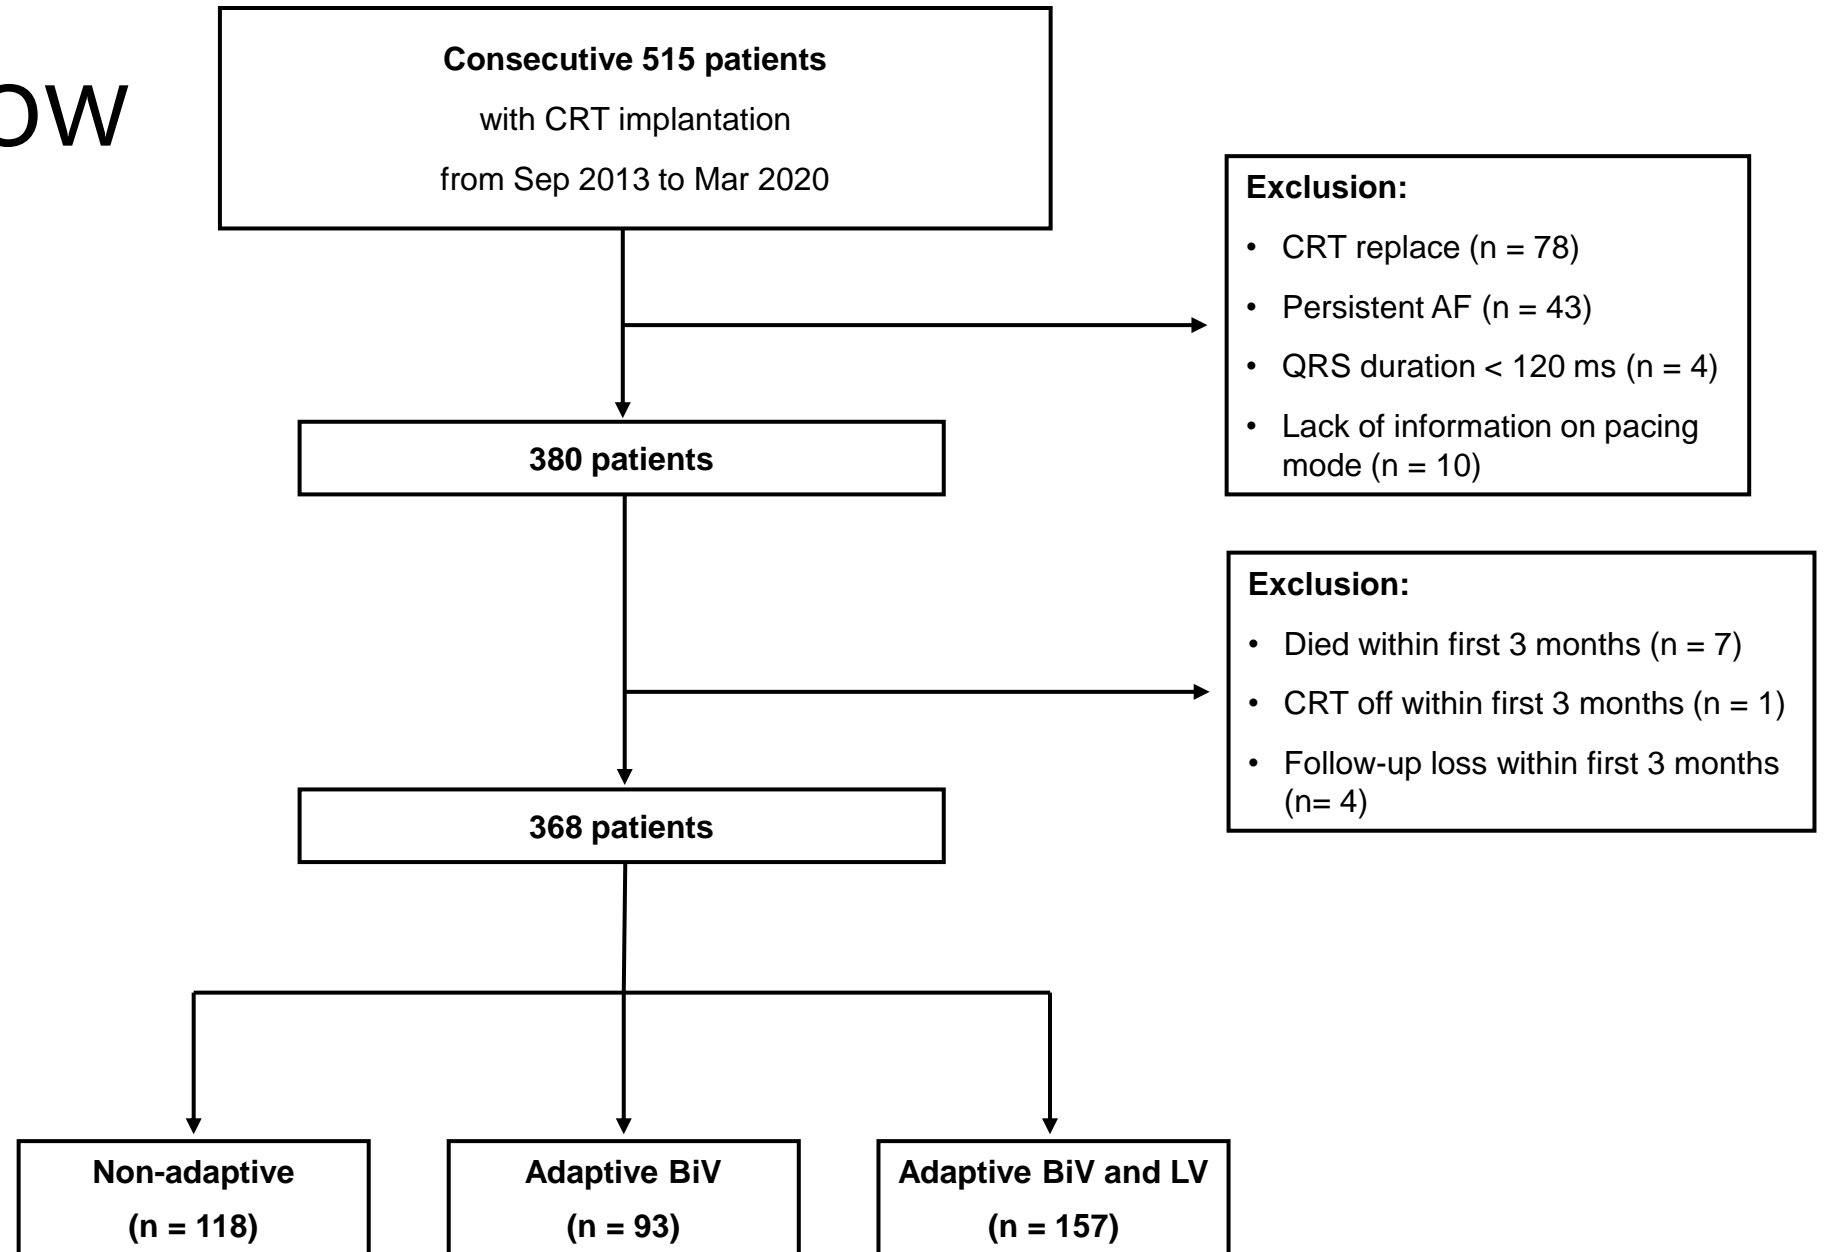 ow
Consecutive 515 patients
with CRT implantation
from Sep 2013 to Mar 2020
Exclusion:
• CRT replace (n = 78)
• Persistent AF (n = 43)
• QRS duration < 120 ms (n = 4)
• Lack of information on pacing
mode (n = 10)
380 patients
Exclusion:
• Died within first 3 months (n = 7)
• CRT off within first 3 months (n = 1)
• Follow-up loss within first 3 months
(n= 4)
368 patients
Non-adaptive
(n = 118)
Adaptive BiV
(n = 93)
Adaptive BiV and LV
(n = 157)